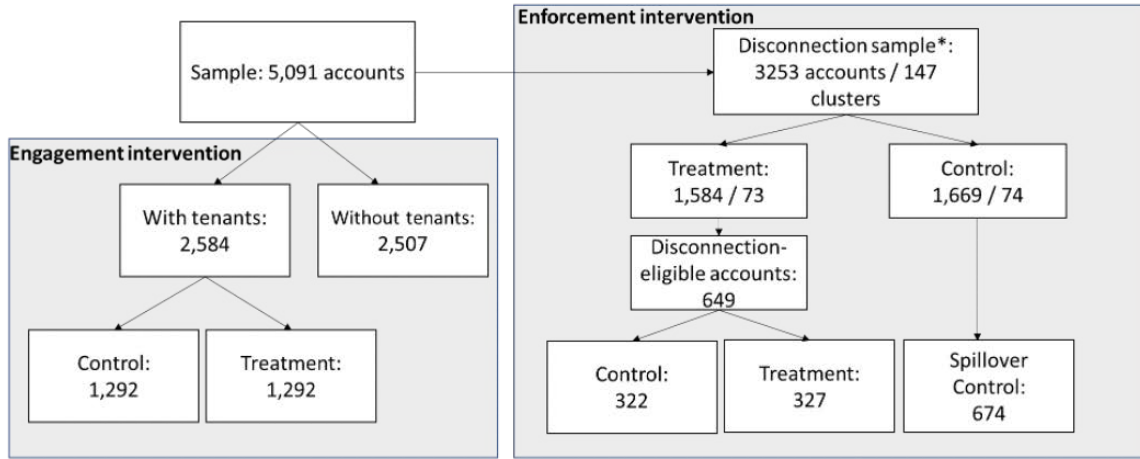 Enforcement intervention
Sample: 5,091 accounts
Disconnection sample*:
3253 accounts / 147
clusters
Engagement intervention
Treatment:
1,584 / 73
Control:
1,669 / 74
With tenants:
2,584
Without tenants:
2,507
Disconnection-
eligible accounts:
649
Control:
1,292
Treatment:
1,292
Control:
322
Treatment:
327
Spillover
Control:
674